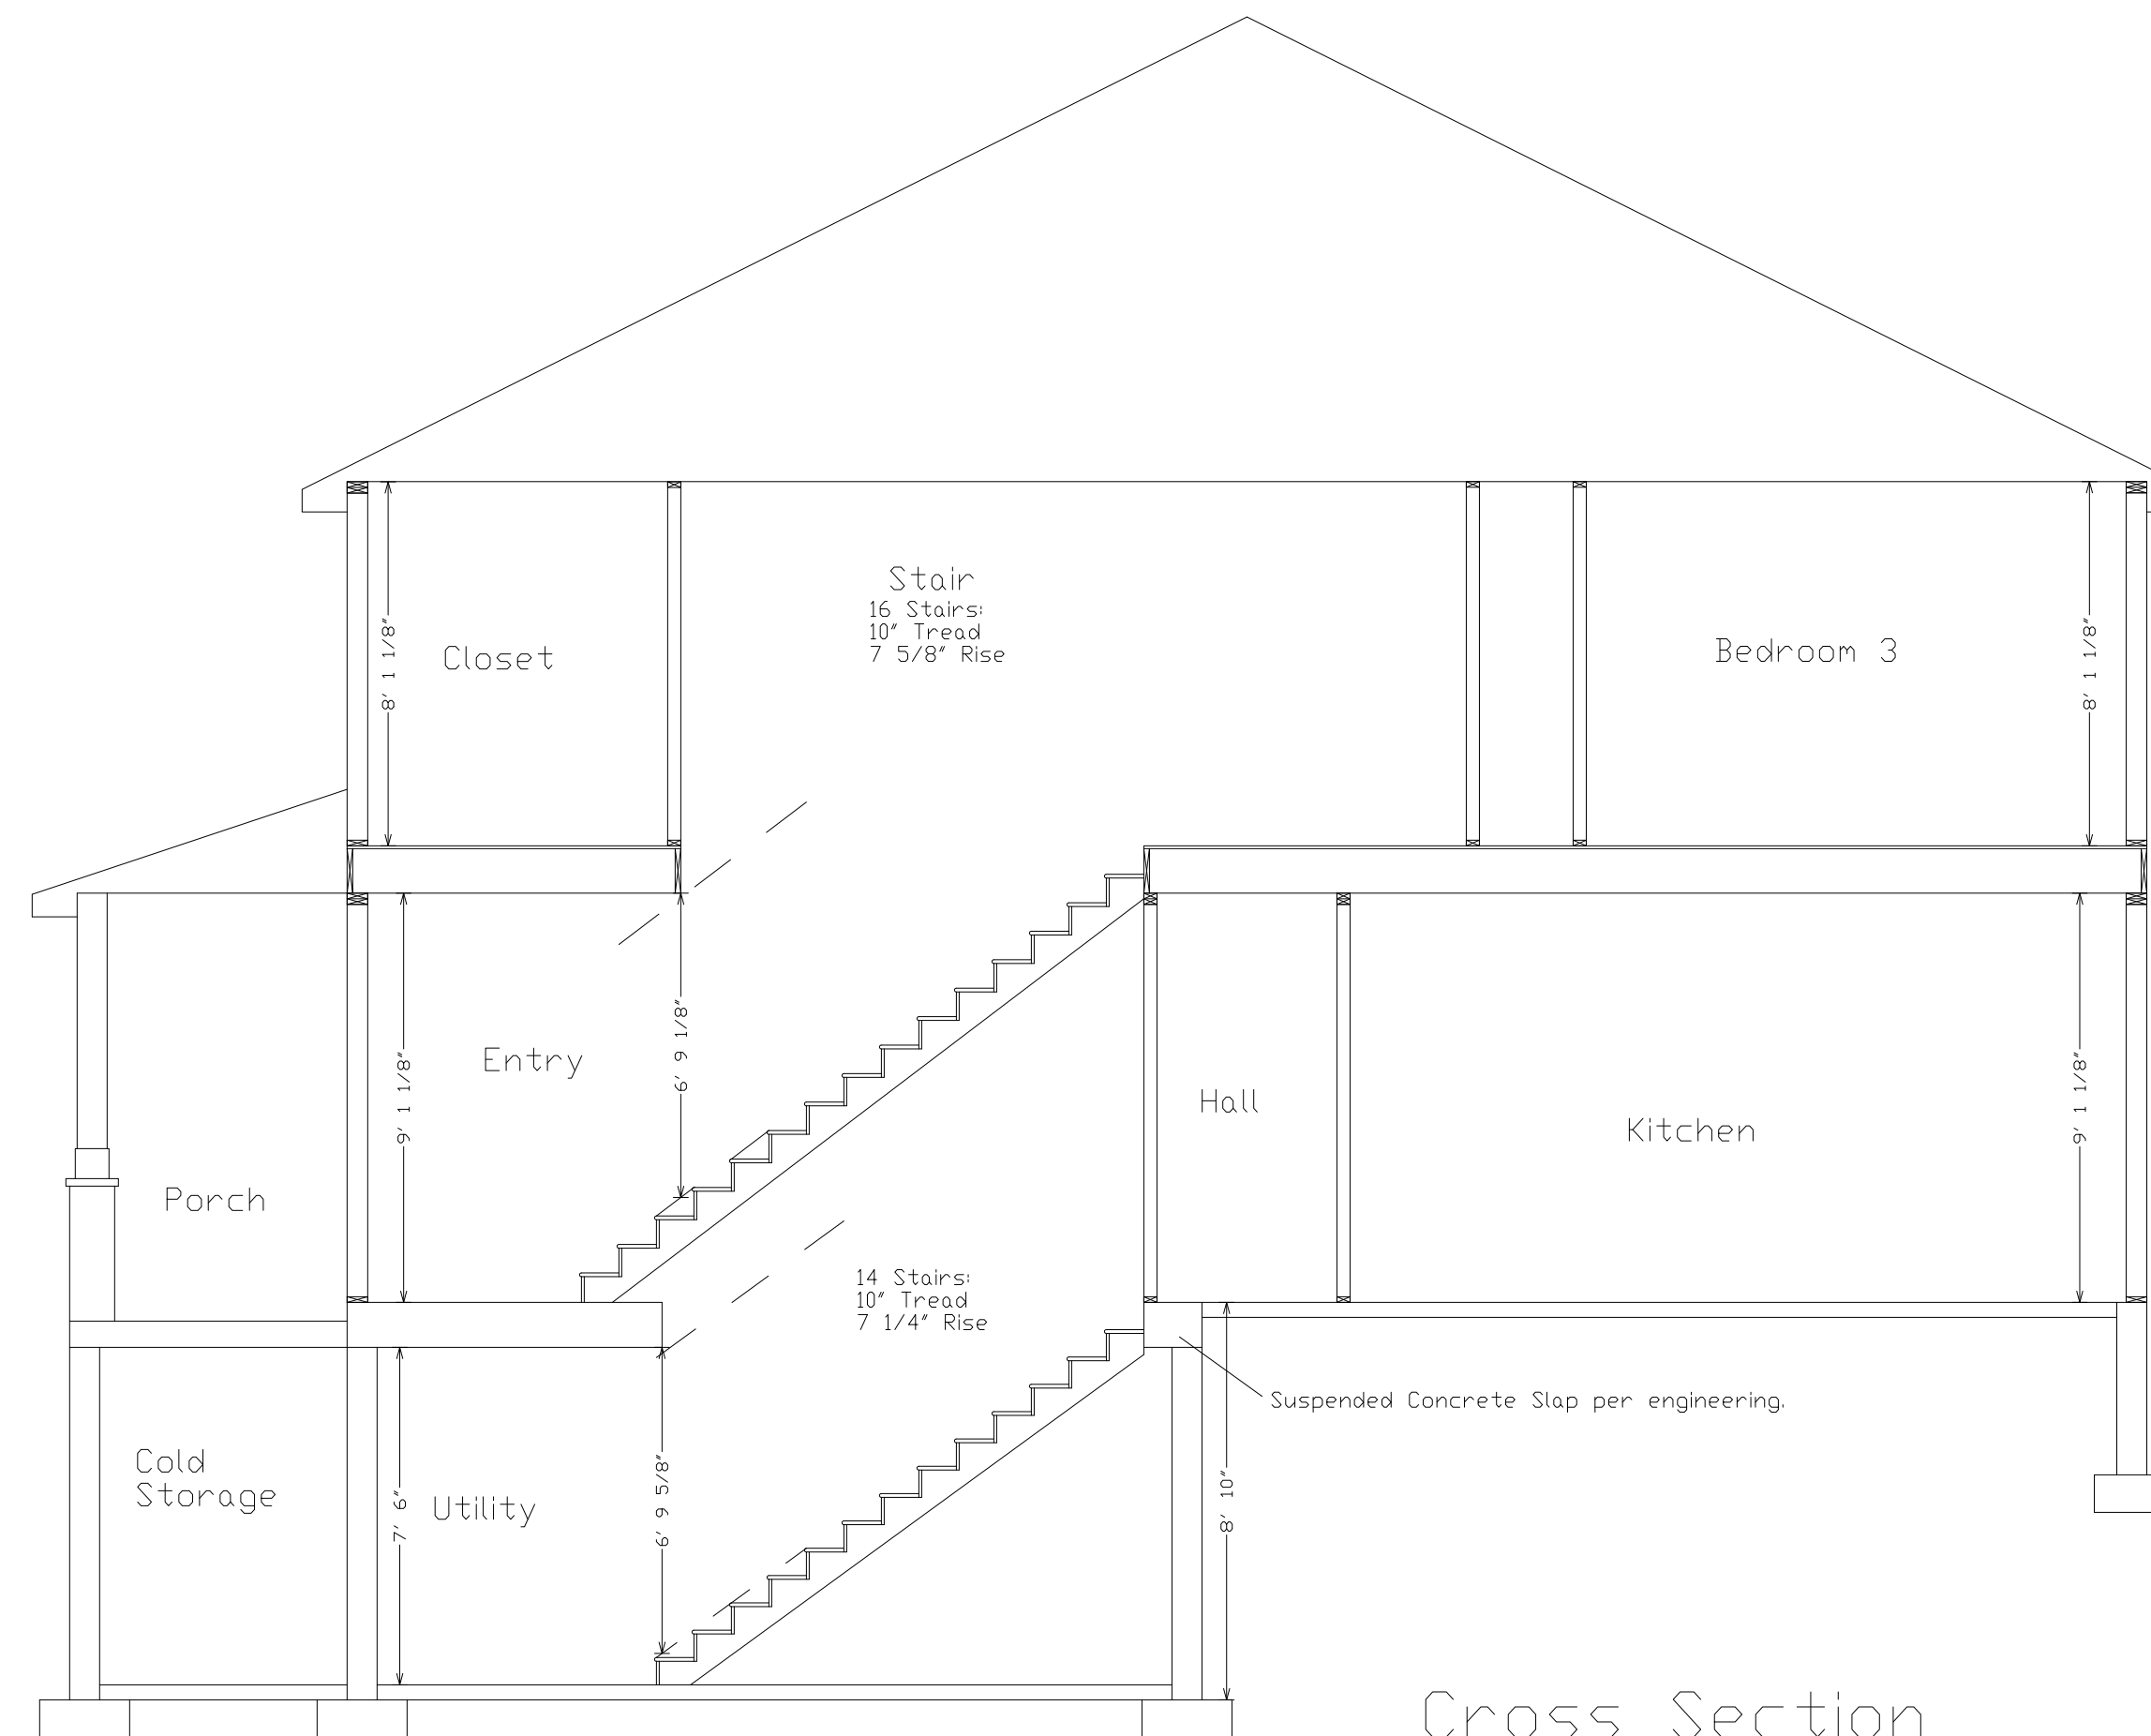 Stair
16 Stairs:
10" Tread
7 5/8" Rise
Closet
8' 1 1/8"
Bedroom 3
8' 1 1/8"
Entry
9' 1 1/8"
6' 9 1/8"
Hall
Kitchen
9' 1 1/8"
Porch
14 Stairs:
10" Tread
7 1/4" Rise
Suspended Concrete Slap per engineering.
Cold
Storage
7' 6"
Utility
6' 9 5/8"
8' 10"
Cross Section